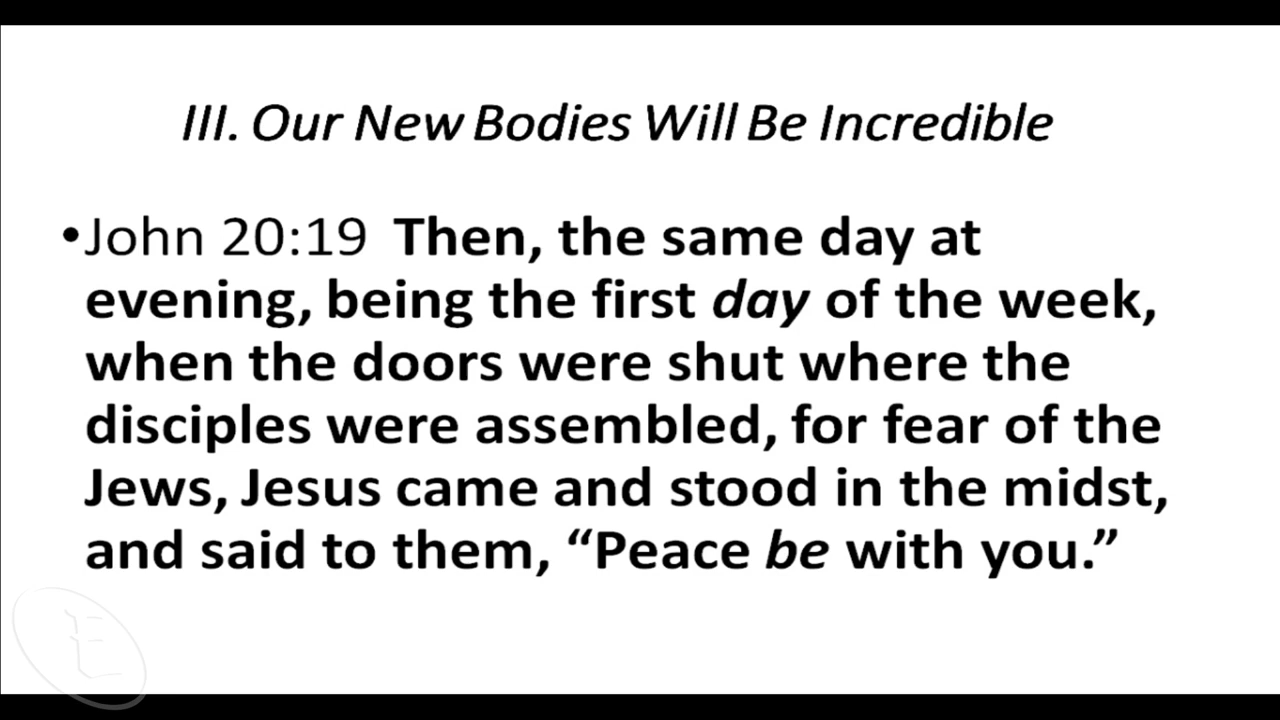 III. Our New Bodies Will Be Incredible
•John 20:19 Then, the same day at
evening, being the first day of the week,
when the doors were shut where the
disciples were assembled, for fear of the
Jews, Jesus came and stood in the midst,
and said to them, “Peace be with you.”